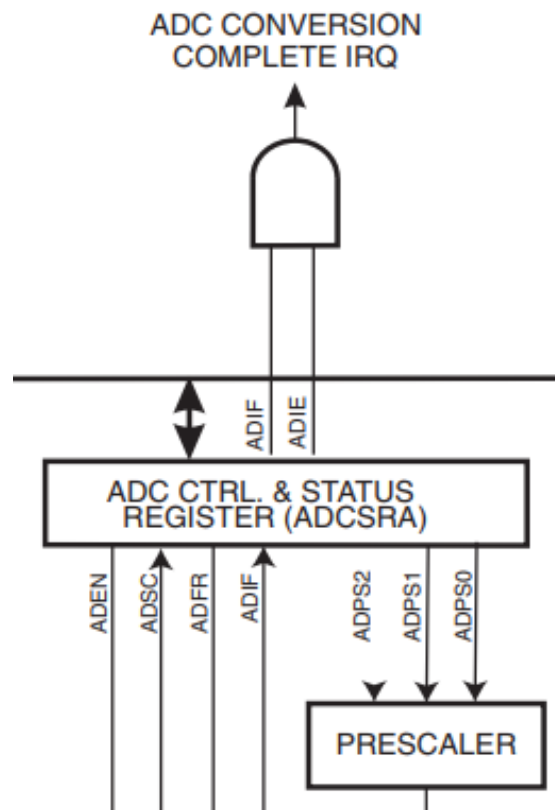 ADC CONVERSION
COMPLETE IRQ
ADIF
ADIE
ADC CTRL. & STATUS
REGISTER (ADCSRA)
ADEN
ADSC
ADFR
ADIF
ADPS2
ADPS1
ADPS0
PRESCALER